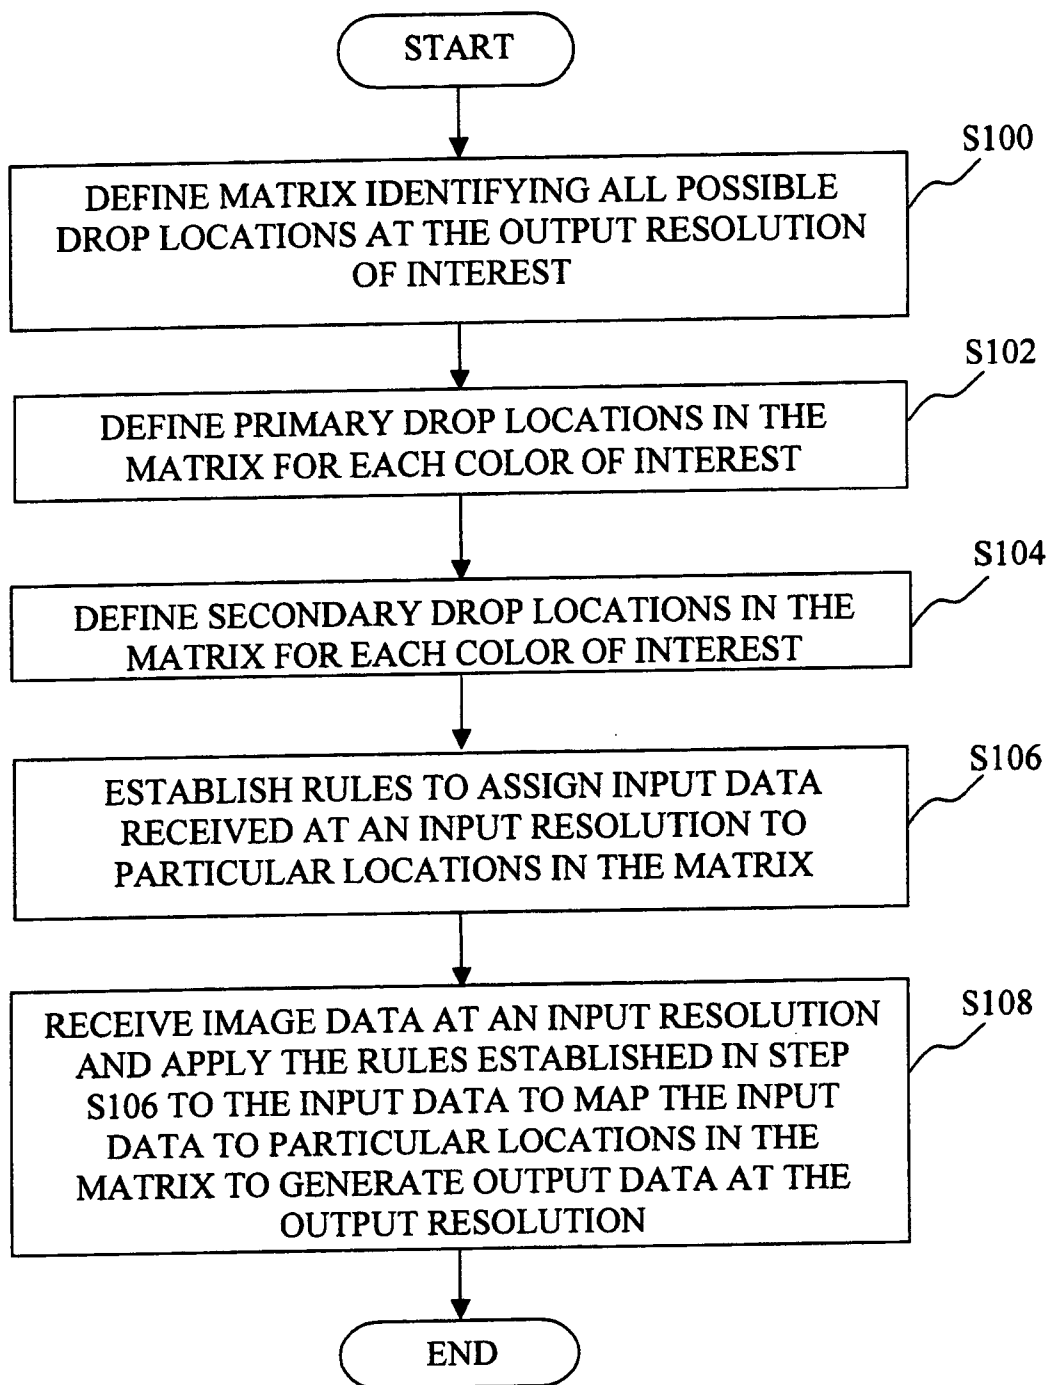 START
S100
DEFINE MATRIX IDENTIFYING ALL POSSIBLE
DROP LOCATIONS AT THE OUTPUT RESOLUTION
OF INTEREST
S102
DEFINE PRIMARY DROP LOCATIONS IN THE
MATRIX FOR EACH COLOR OF INTEREST
S104
DEFINE SECONDARY DROP LOCATIONS IN THE
MATRIX FOR EACH COLOR OF INTEREST
S106
ESTABLISH RULES TO ASSIGN INPUT DATA
RECEIVED AT AN INPUT RESOLUTION TO
PARTICULAR LOCATIONS IN THE MATRIX
S108
RECEIVE IMAGE DATA AT AN INPUT RESOLUTION
AND APPLY THE RULES ESTABLISHED IN STEP
S106 TO THE INPUT DATA TO MAP THE INPUT
DATA TO PARTICULAR LOCATIONS IN THE
MATRIX TO GENERATE OUTPUT DATA AT THE
OUTPUT RESOLUTION
END